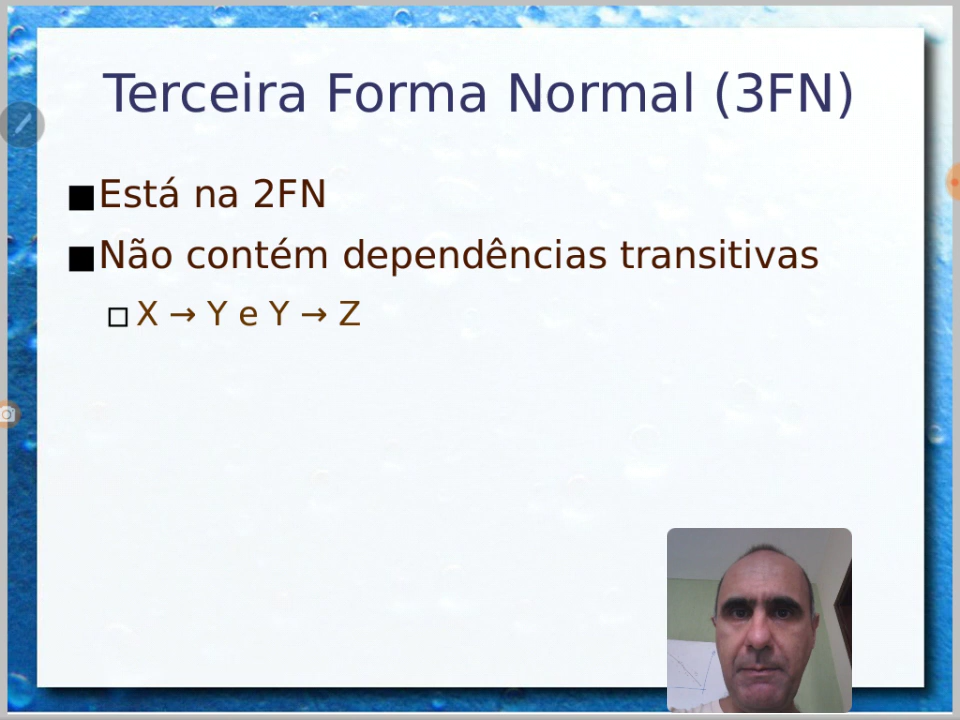 Terceira Forma Normal (3FN)
Está na 2FN
Não contém dependências transitivas
X → Y e Y → Z